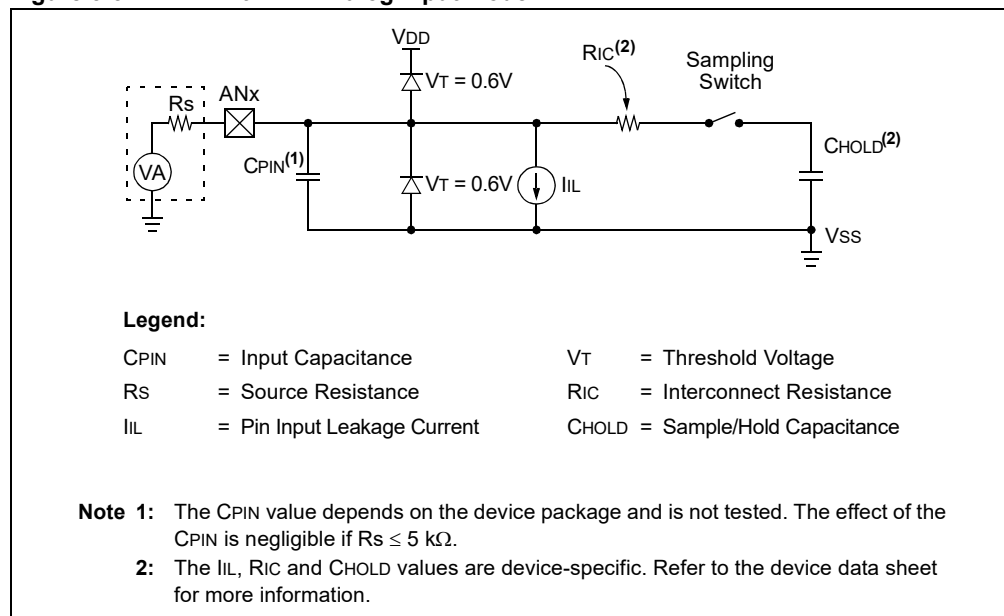 VDD
RIC(2)
Sampling
Switch
VT = 0.6V
Rs
ANx
CHOLD(2)
VA
CPIN(1)
VT = 0.6V
IIL
VSS
Legend:
CPIN = Input Capacitance
VT = Threshold Voltage
RS = Source Resistance
RIC = Interconnect Resistance
IIL = Pin Input Leakage Current
CHOLD = Sample/Hold Capacitance
Note 1: The CPIN value depends on the device package and is not tested. The effect of the
CPIN is negligible if Rs ≤ 5 kΩ.
2: The IIL, RIC and CHOLD values are device-specific. Refer to the device data sheet
for more information.